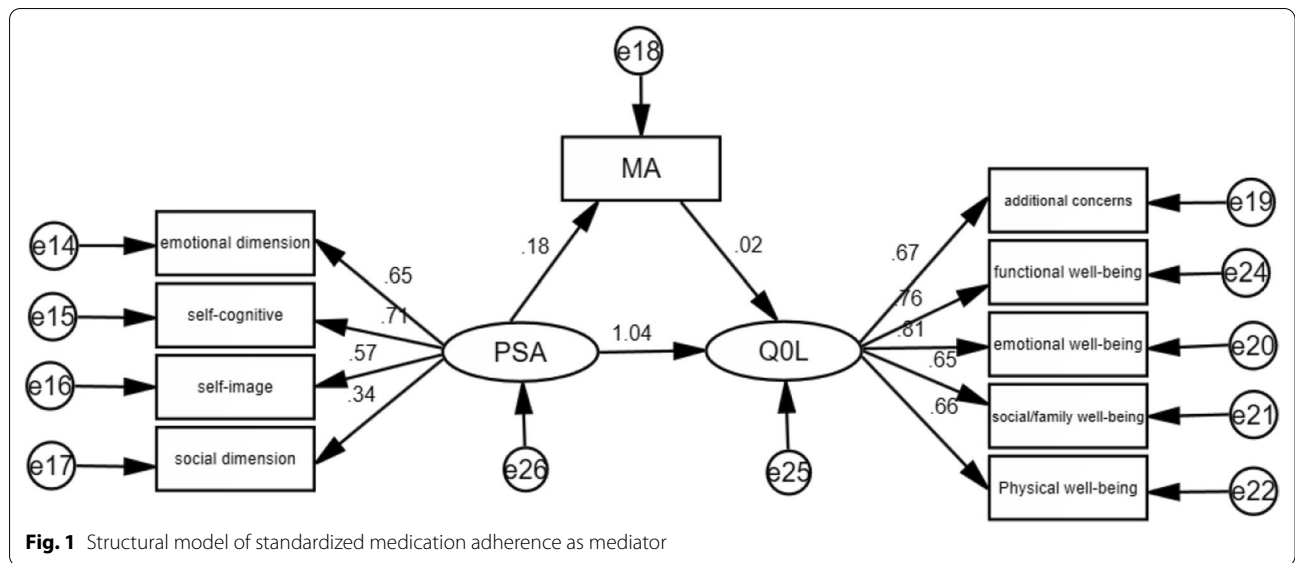 e18
MA
additional concerns
e19
emotional dimension
e14
.18
.02
.67
functional well-being
e24
.65
self-cognitive
e15
.71
1.04
.76
.81
PSA
Q0L
emotional well-being
e20
.57
self-image
e16
.34
.65
.66
social/family well-being
e21
social dimension
e17
e26
e25
Physical well-being
e22
Fig. 1 Structural model of standardized medication adherence as mediator